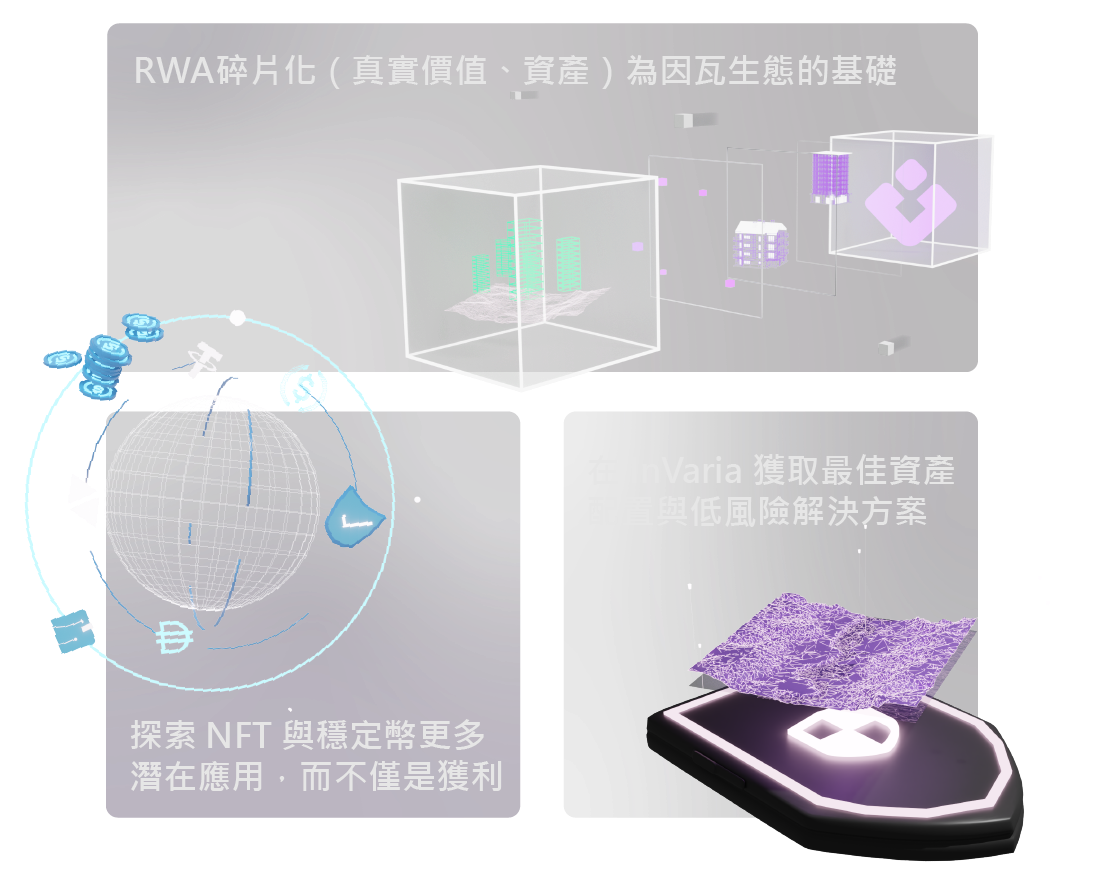 RWA碎片化（真實價值、資產）為因瓦生態的基礎
探索 NFT 與穩定幣更多
潛在應用，而不僅是獲利
在 InVaria 獲取最佳資產
與低風險解決方案